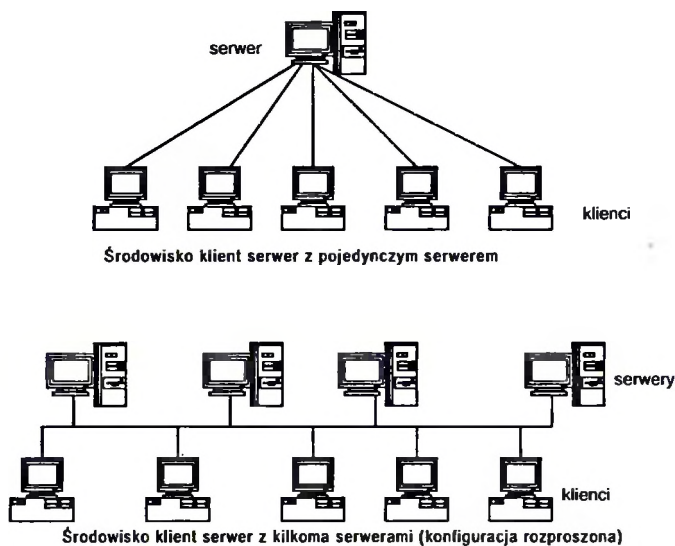 serwer
klienci
Środowisko klient serwer z pojedynczym serwerem
serwery
klienci
Środowisko klient serwer z kilkoma serwerami (konfiguracja rozproszona)